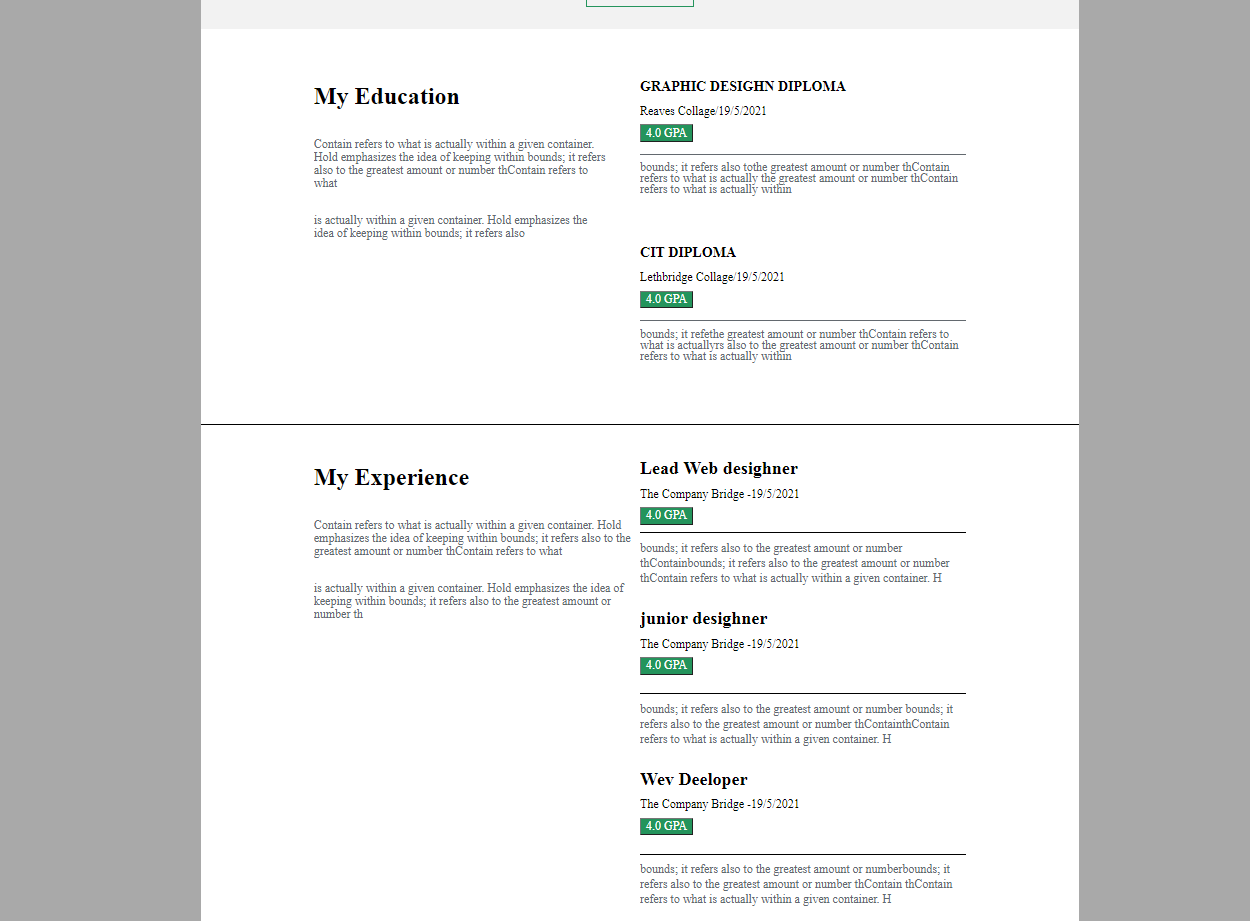 My Education
Contain refers to what is actually within a given container.
Hold emphasizes the idea of keeping within bounds; it refers
also to the greatest amount or number thContain refers to
what
is actually within a given container. Hold emphasizes the
idea of keeping within bounds; it refers also
GRAPHIC DESIGHN DIPLOMA
Reaves Collage/19/5/2021
4.0 GPA
bounds; it refers also tothe greatest amount or number thContain
refers to what is actually the greatest amount or number thContain
refers to what is actually within
CIT DIPLOMA
Lethbridge Collage/19/5/2021
4.0 GPA
bounds; it refethe greatest amount or number thContain refers to
what is actuallyrs also to the greatest amount or number thContain
refers to what is actually within
My Experience
Contain refers to what is actually within a given container. Hold
emphasizes the idea of keeping within bounds; it refers also to the
greatest amount or number thContain refers to what
is actually within a given container. Hold emphasizes the idea of
keeping within bounds; it refers also to the greatest amount or
number th
Lead Web desighner
The Company Bridge -19/5/2021
4.0 GPA
bounds; it refers also to the greatest amount or number
thContainbounds; it refers also to the greatest amount or number
thContain refers to what is actually within a given container. H
junior desighner
The Company Bridge -19/5/2021
4.0 GPA
bounds; it refers also to the greatest amount or number bounds; it
refers also to the greatest amount or number thContainthContain
refers to what is actually within a given container. H
Wev Deeloper
The Company Bridge -19/5/2021
4.0 GPA
bounds; it refers also to the greatest amount or numberbounds; it
refers also to the greatest amount or number thContain thContain
refers to what is actually within a given container. H